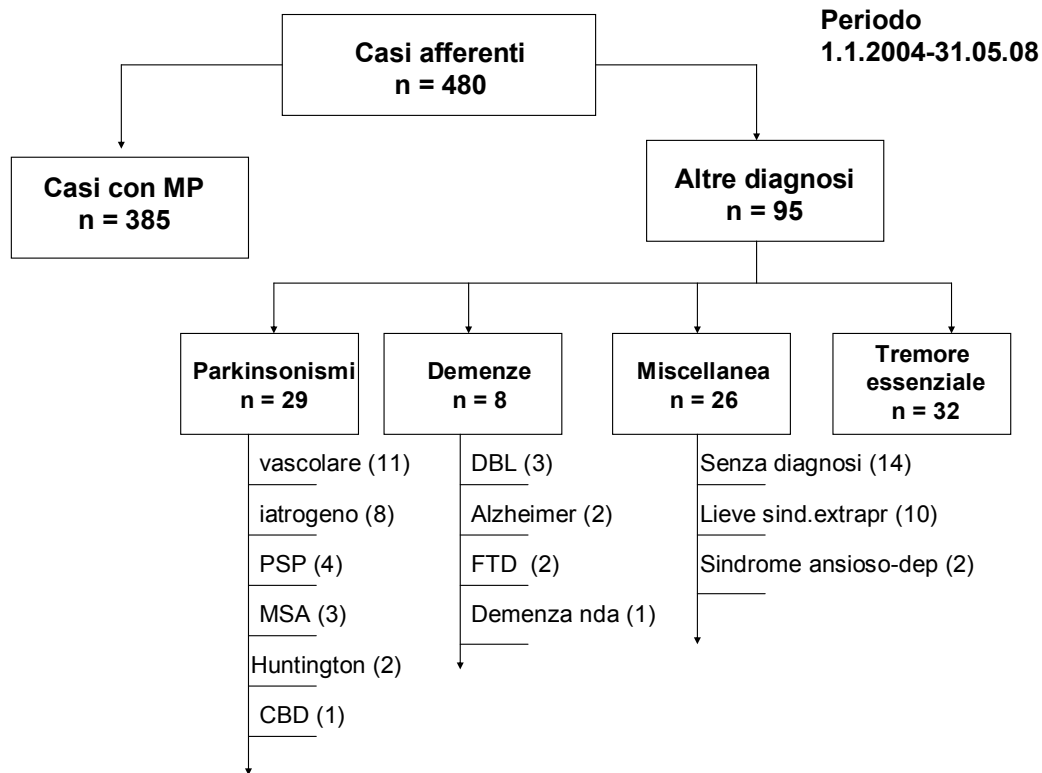 Periodo
1.1.2004-31.05.08
Casi afferenti
n = 480
Casi con MP
n = 385
Altre diagnosi
n = 95
Parkinsonismi
n = 29
Demenze
n = 8
Miscellanea
n = 26
Tremore
essenziale
n = 32
vascolare (11)
iatrogeno (8)
PSP (4)
MSA (3)
Huntington (2)
CBD (1)
DBL (3)
Alzheimer (2)
FTD (2)
Demenza nda (1)
Senza diagnosi (14)
Lieve sind.extrapr (10)
Sindrome ansioso-dep (2)